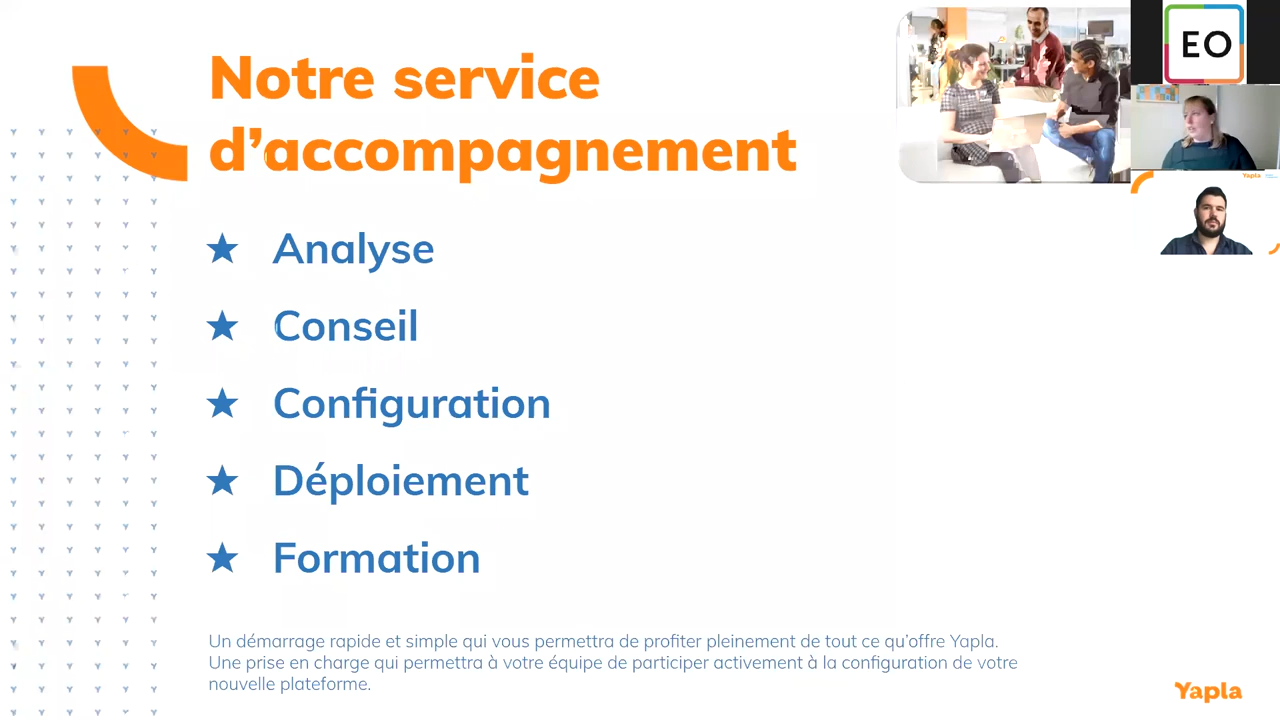 Notre service
d’accompagnement
EO
Yapla
★ Analyse
★ Conseil
★ Configuration
★ Déploiement
★ Formation
Un démarrage rapide et simple qui vous permettra de profiter pleinement de tout ce qu’offre Yapla.
Une prise en charge qui permettra à votre équipe de participer activement à la configuration de votre
nouvelle plateforme.
Yapla